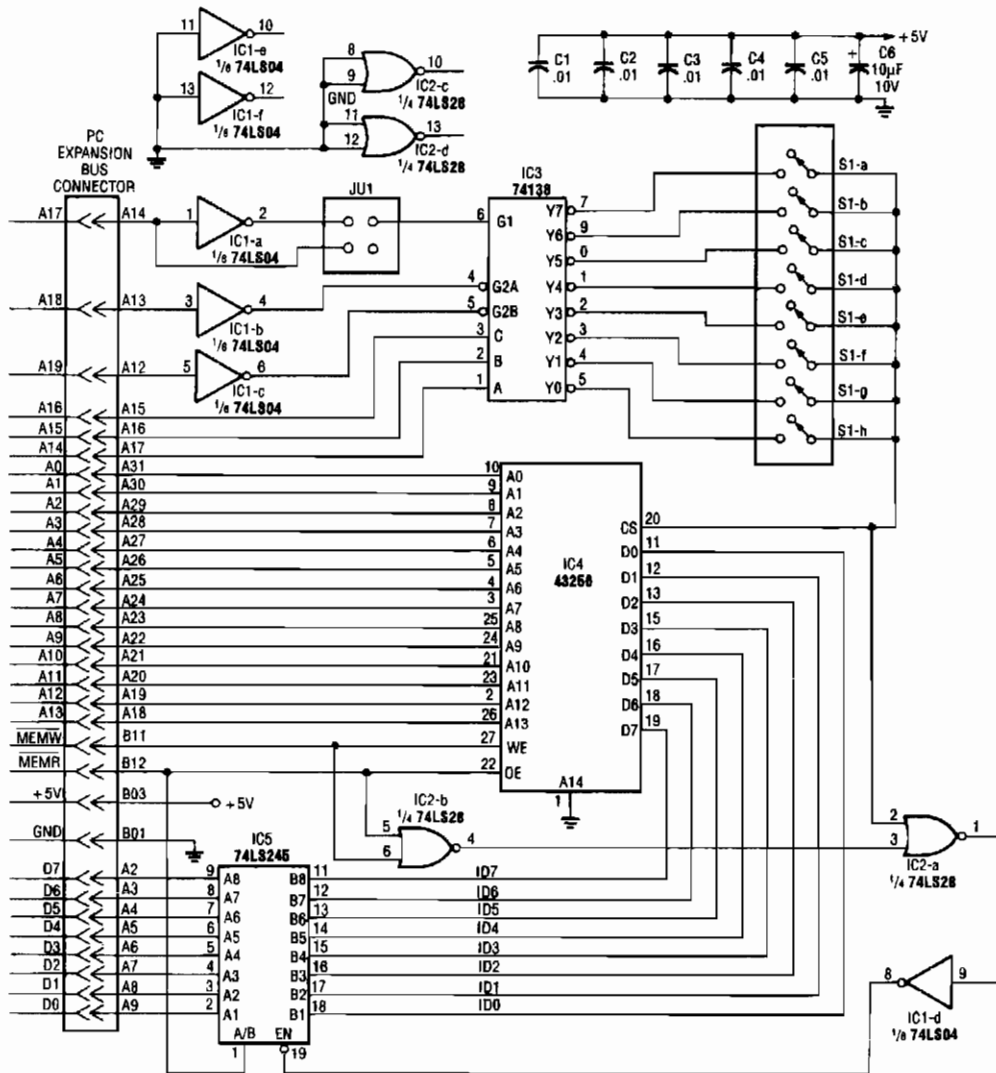 11
10
IC1-e
1/6 74LS04
13
12
IC1-f
1/6 74LS04
8
9
10
GND
IC2-c
1/4 74LS28
11
12
13
IC2-d
1/4 74LS28
+5V
C1
.01
C2
.01
C3
.01
C4
.01
C5
.01
+
C6
10µF
10V
PC
EXPANSION
BUS
CONNECTOR
A17 A14
1
2
IC1-a
1/6 74LS04
JU1
IC3
74138
6 G1
Y7 7
Y6 9
Y5 0
Y4 1
Y3 2
Y2 3
Y1 4
Y0 5
4 G2A
5 G2B
3 C
2 B
1 A
S1-a
S1-b
S1-c
S1-d
S1-e
S1-f
S1-g
S1-h
A18 A13
3
4
IC1-b
1/6 74LS04
A19 A12
5
6
IC1-c
1/6 74LS04
A16 A15
A15 A16
A14 A17
A0 A31 10 A0
A1 A30 9 A1
A2 A29 8 A2
A3 A28 7 A3
A4 A27 6 A4
A5 A26 5 A5
A6 A25 4 A6
A7 A24 3 A7
A8 A23 25 A8
A9 A22 24 A9
A10 A21 21 A10
A11 A20 23 A11
A12 A19 2 A12
A13 A18 26 A13
MEMW B11 27 WE
MEMR B12 22 OE
IC4
43256
CS 20
D0 11
D1 12
D2 13
D3 15
D4 16
D5 17
D6 18
D7 19
A14
1
+5V B03 +5V
GND B01
IC2-b
1/4 74LS28
5
6
4
2
3
1
IC2-a
1/4 74LS28
IC5
74LS245
D7 A2 9 A8 B8 11 ID7
D6 A3 8 A7 B7 12 ID6
D5 A4 7 A6 B6 13 ID5
D4 A5 6 A5 B5 14 ID4
D3 A6 5 A4 B4 15 ID3
D2 A7 4 A3 B3 16 ID2
D1 A8 3 A2 B2 17 ID1
D0 A9 2 A1 B1 18 ID0
A/B EN
1
19
8
9
IC1-d
1/6 74LS04